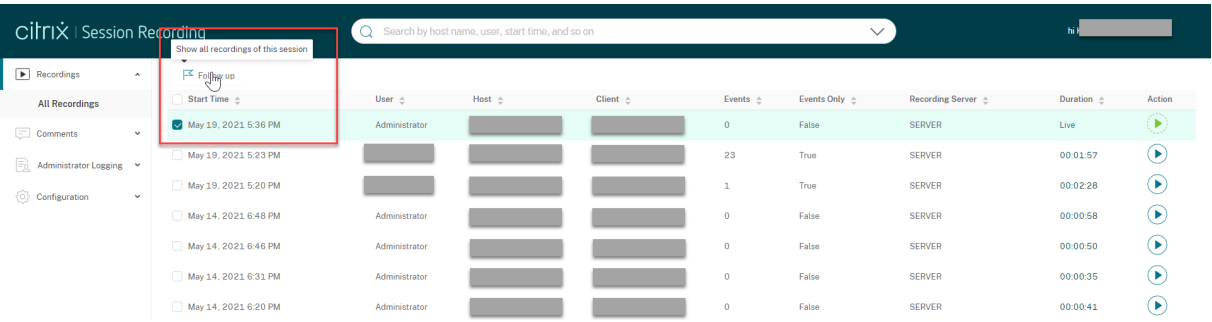 citrix | Session Recording
Search by host name, user, start time, and so on
hi
Show all recordings of this session
Recordings
Follow up
All Recordings
Start Time User Host Client Events Events Only Recording Server Duration Action
May 19, 2021 5:36 PM Administrator 0 False SERVER Live
Comments
May 19, 2021 5:23 PM 23 True SERVER 00:01:57
Administrator Logging
May 19, 2021 5:20 PM 1 True SERVER 00:02:28
Configuration
May 14, 2021 6:48 PM Administrator 0 False SERVER 00:00:58
May 14, 2021 6:46 PM Administrator 0 False SERVER 00:00:50
May 14, 2021 6:31 PM Administrator 0 False SERVER 00:00:35
May 14, 2021 6:20 PM Administrator 0 False SERVER 00:00:41